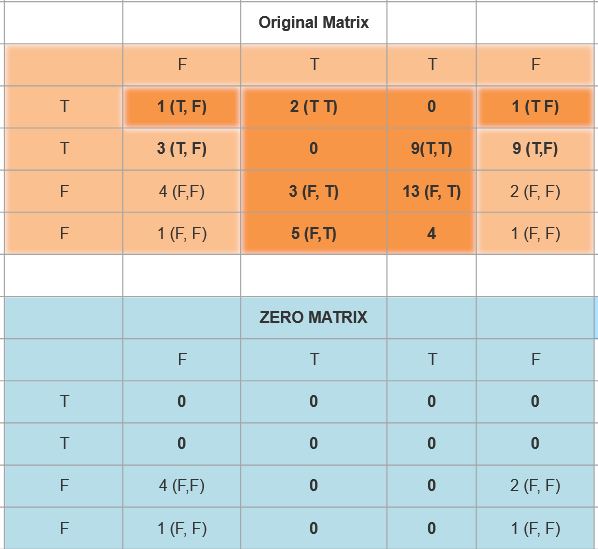 Original Matrix
F T T F
T 1 (T, F) 2 (T T) 0 1 (T F)
T 3 (T, F) 0 9(T,T) 9 (T,F)
F 4 (F,F) 3 (F, T) 13 (F, T) 2 (F, F)
F 1 (F, F) 5 (F,T) 4 1 (F, F)
ZERO MATRIX
F T T F
T 0 0 0 0
T 0 0 0 0
F 4 (F,F) 0 0 2 (F, F)
F 1 (F, F) 0 0 1 (F, F)